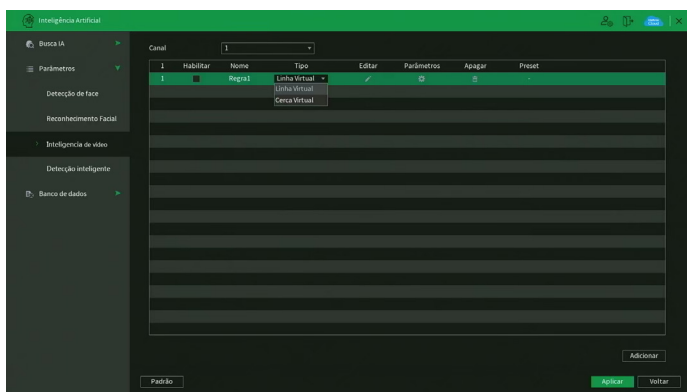 Inteligência Artificial
Busca IA
Parâmetros
Detecção de face
Reconhecimento Facial
Inteligencia de vídeo
Detecção inteligente
Banco de dados
Canal 1
1 Habilitar Nome Tipo Editar Parâmetros Apagar Preset
1 Regra1 Linha Virtual -
Linha Virtual
Cerca Virtual
Adicionar
Padrão Aplicar Voltar